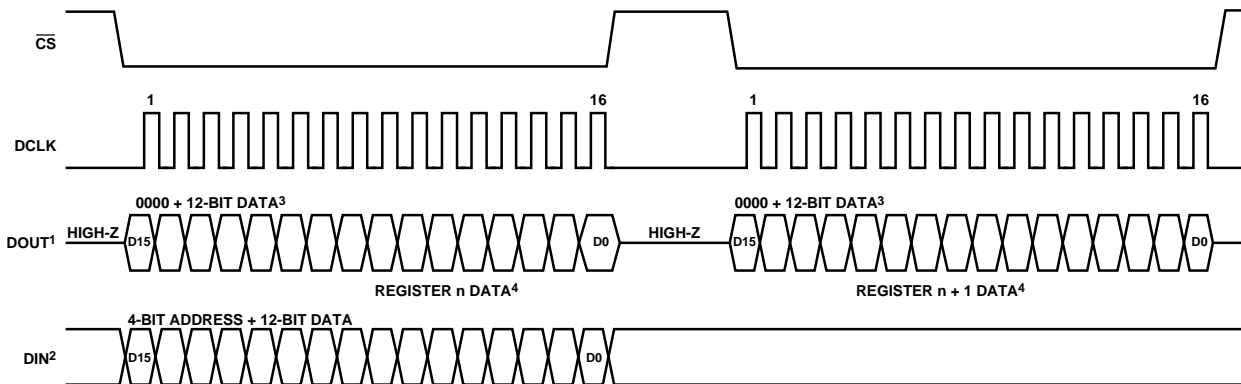 CS
1 16 1 16
DCLK
0000 + 12-BIT DATA3 0000 + 12-BIT DATA3
DOUT1 HIGH-Z D15 D0 HIGH-Z D15 D0
REGISTER n DATA4 REGISTER n + 1 DATA4
4-BIT ADDRESS + 12-BIT DATA
DIN2 D15 D0